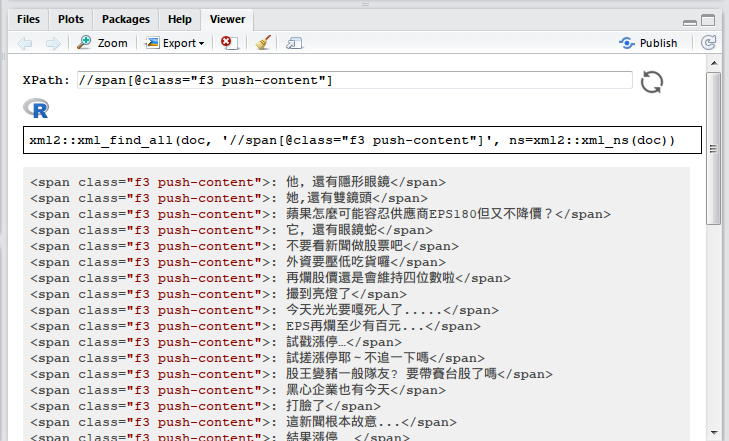 Files Plots Packages Help Viewer
Zoom Export Publish
XPath: //span[@class="f3 push-content"]
R
xml2::xml_find_all(doc, '//span[@class="f3 push-content"]', ns=xml2::xml_ns(doc))
<span class="f3 push-content">: 他，還有隱形眼鏡</span>
<span class="f3 push-content">: 她,還有雙鏡頭</span>
<span class="f3 push-content">: 蘋果怎麼可能容忍供應商EPS180但又不降價？</span>
<span class="f3 push-content">: 它，還有眼鏡蛇</span>
<span class="f3 push-content">: 不要看新聞做股票吧</span>
<span class="f3 push-content">: 外資要壓低吃貨囉</span>
<span class="f3 push-content">: 再爛股價還是會維持四位數啦</span>
<span class="f3 push-content">: 撮到亮燈了</span>
<span class="f3 push-content">: 今天光光要嘎死人了.....</span>
<span class="f3 push-content">: EPS再爛至少有百元...</span>
<span class="f3 push-content">: 試戳漲停…</span>
<span class="f3 push-content">: 試搓漲停耶～不追一下嗎</span>
<span class="f3 push-content">: 股王變豬一般隊友? 要帶賽台股了嗎</span>
<span class="f3 push-content">: 黑心企業也有今天</span>
<span class="f3 push-content">: 打臉了</span>
<span class="f3 push-content">: 這新聞根本故意...</span>
<span class="f3 push-content">: 結果漲停 </span>